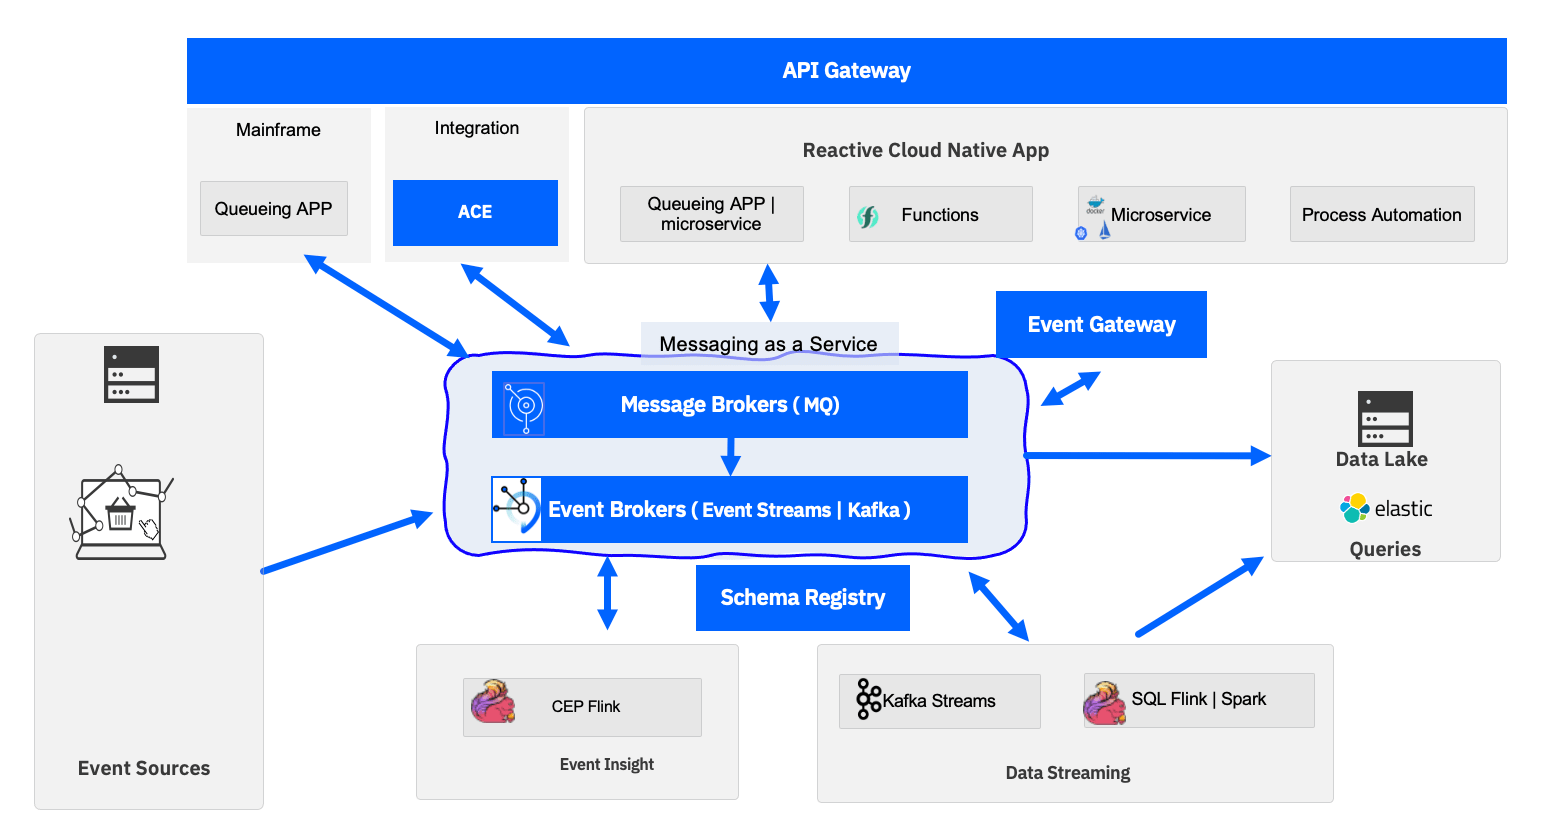 API Gateway
Mainframe
Queueing APP
Integration
ACE
Reactive Cloud Native App
Queueing APP |
microservice
Functions
docker
Microservice
Process Automation
Event Gateway
Messaging as a Service
Message Brokers ( MQ)
Event Brokers ( Event Streams | Kafka )
Schema Registry
Event Sources
Data Lake
elastic
Queries
CEP Flink
Event Insight
Kafka Streams
SQL Flink | Spark
Data Streaming